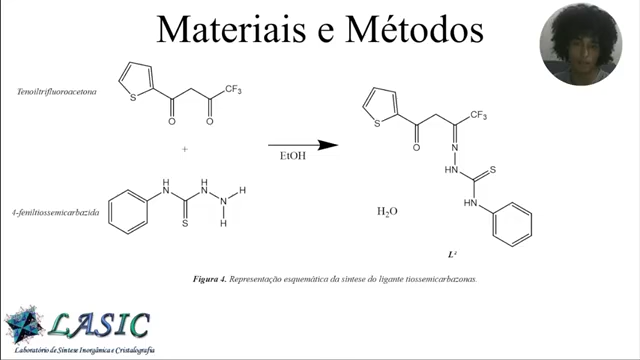 Materiais e Métodos
Tenoiltrifluoroacetona
S
O
O
CF3
+
4-feniltiossemicarbazida
H
N
S
H
N
N
H
H
EtOH
S
O
CF3
N
HN
S
HN
H2O
Figura 4. Representação esquemática da síntese do ligante tiossemicarbazonas.
LASIC
Laboratório de Síntese Inorgânica e Cristalografia